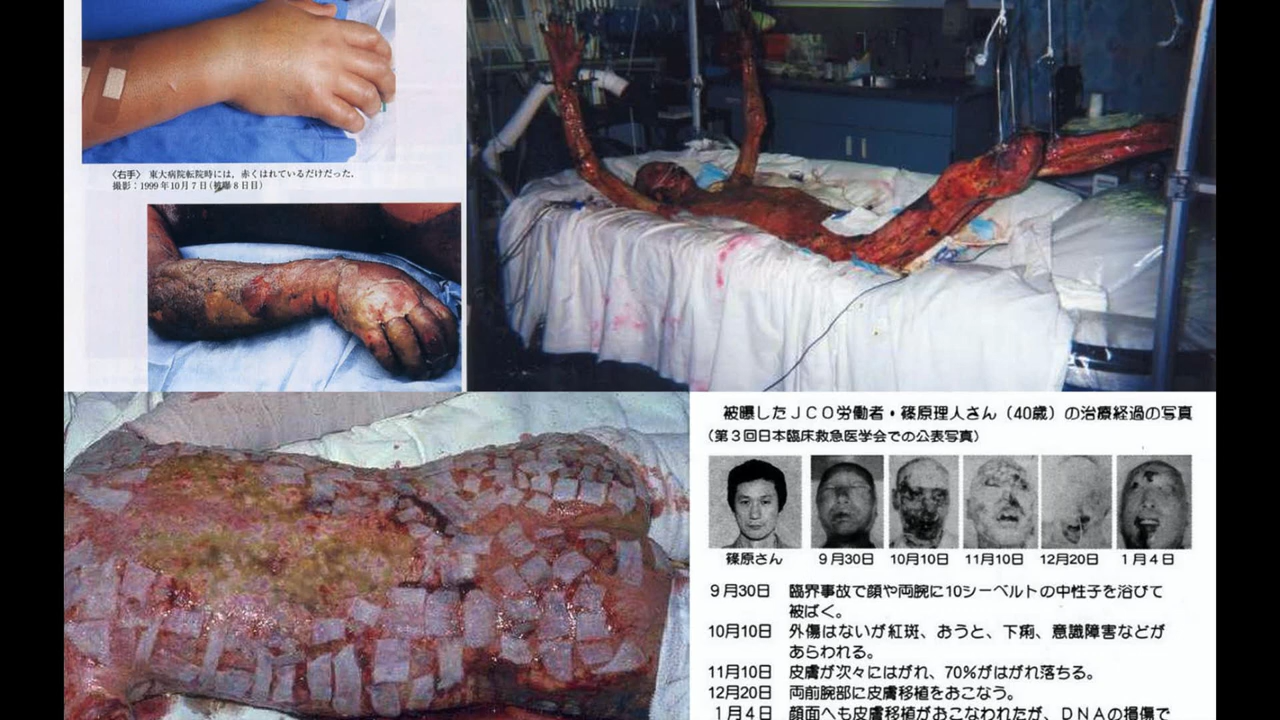 〈右手〉 東大病院転院時には，赤くはれているだけだった。
撮影：1999年10月7日（被曝8日目）
被曝したＪＣＯ労働者・篠原理人さん（40歳）の治療経過の写真
（第３回日本臨床救急医学会での公表写真）
篠原さん 9月30日 10月10日 11月10日 12月20日 １月４日
９月30日 臨界事故で顔や両腕に10シーベルトの中性子を浴びて
被ばく。
10月10日 外傷はないが紅斑、おうと、下痢、意識障害などが
あらわれる。
11月10日 皮膚が次々にはがれ、70％がはがれ落ちる。
12月20日 両前腕部に皮膚移植をおこなう。
１月４日 顔面へも皮膚移植がおこなわれたが、ＤＮＡの損傷で